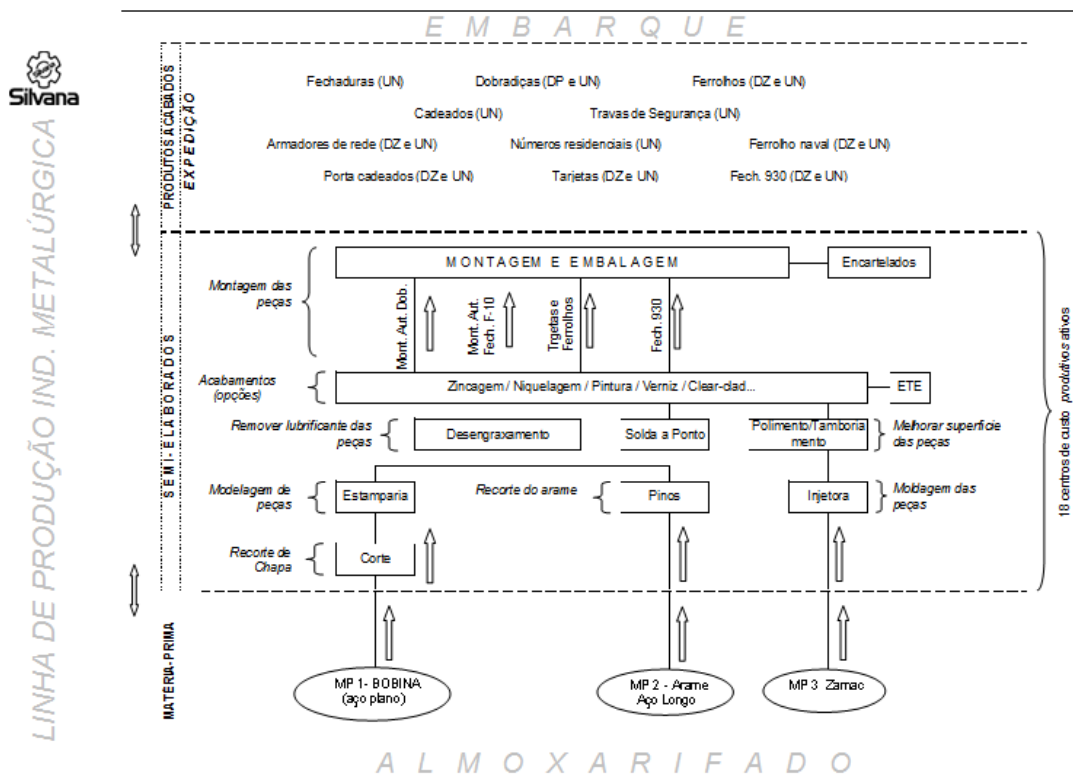 EMBARQUE
Silvana
LINHA DE PRODUÇÃO IND. METALÚRGICA
PRODUTOS ACABADOS
EXPEDIÇÃO
Fechaduras (UN)
Dobradiças (DP e UN)
Ferrolhos (DZ e UN)
Cadeados (UN)
Travas de Segurança (UN)
Armadores de rede (DZ e UN)
Números residenciais (UN)
Ferrolho naval (DZ e UN)
Porta cadeados (DZ e UN)
Tarjetas (DZ e UN)
Fech. 930 (DZ e UN)
SEMI-ELABORADOS
Montagem das
peças
MONTAGEM E EMBALAGEM
Encartelados
Mont. Aut. Dob.
Mont. Aut.
Fech. F-10
Trgetas e
Ferrolhos
Fech. 930
Acabamentos
(opções)
Zincagem / Niquelagem / Pintura / Verniz / Clear-clad...
ETE
Remover lubrificante das
peças
Desengraxamento
Solda a Ponto
Polimento/Tamboria
mento
Melhorar superfície
das peças
Modelagem de
peças
Estamparia
Recorte do arame
Pinos
Injetora
Moldagem das
peças
Recorte de
Chapa
Corte
18 centros de custo produtivos ativos
MATÉRIA-PRIMA
MP 1- BOBINA
(aço plano)
MP 2 - Arame
Aço Longo
MP 3 Zamac
ALMOXARIFADO